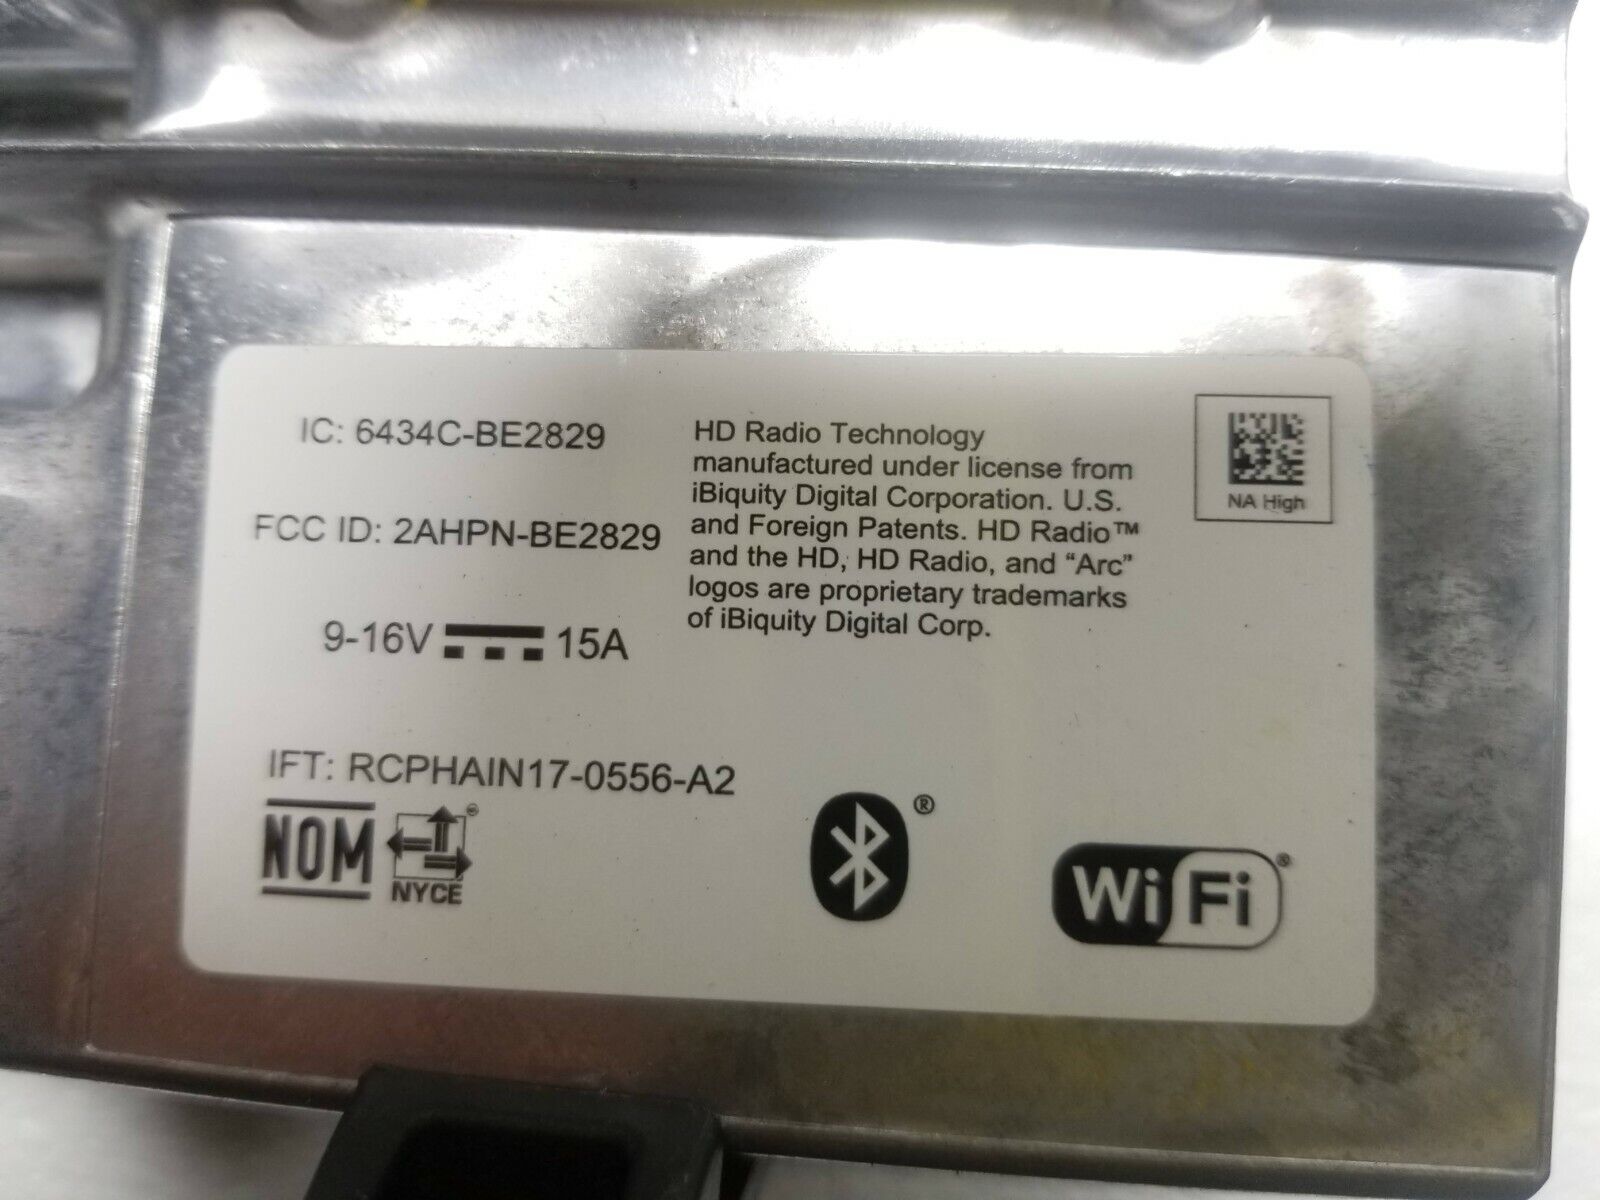 IC: 6434C-BE2829
FCC ID: 2AHPN-BE2829
9-16V 15A
IFT: RCPHAIN17-0556-A2
NOM
NYCE
HD Radio Technology
manufactured under license from
iBiquity Digital Corporation. U.S.
and Foreign Patents. HD Radio™
and the HD, HD Radio, and “Arc”
logos are proprietary trademarks
of iBiquity Digital Corp.
NA High
®
WiFi®